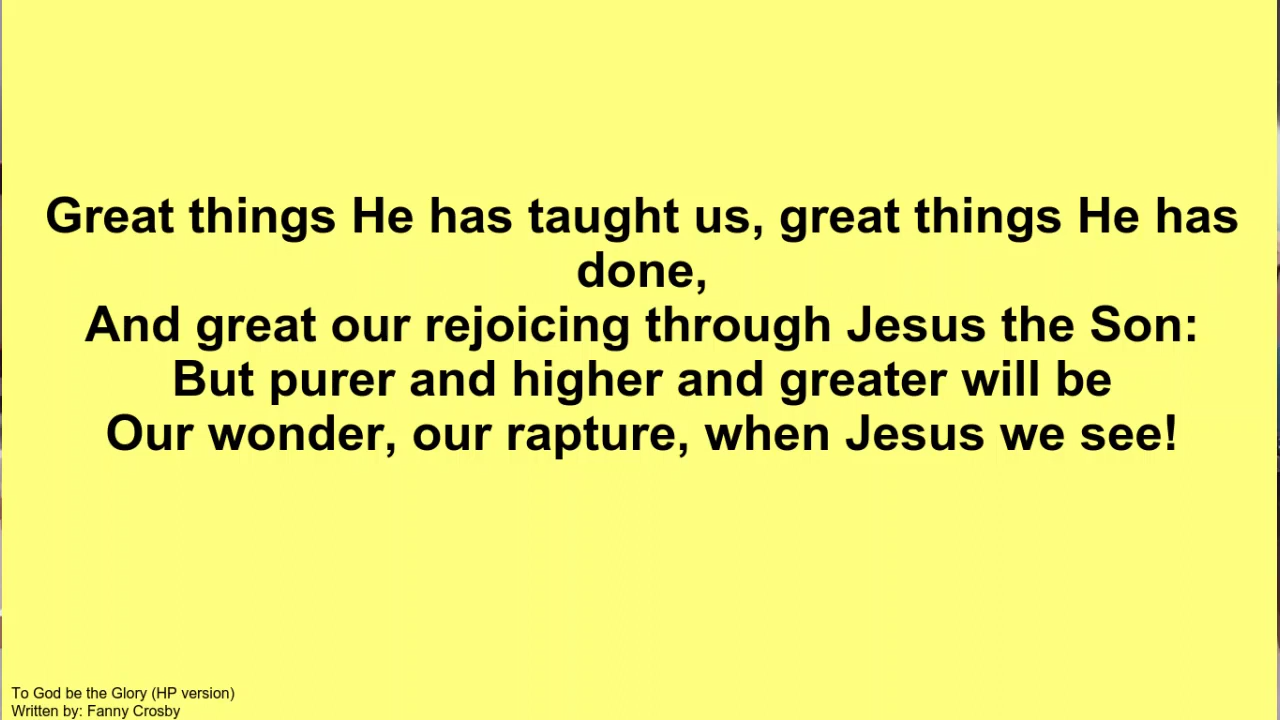 Great things He has taught us, great things He has
done,
And great our rejoicing through Jesus the Son:
But purer and higher and greater will be
Our wonder, our rapture, when Jesus we see!
To God be the Glory (HP version)
Written by: Fanny Crosby